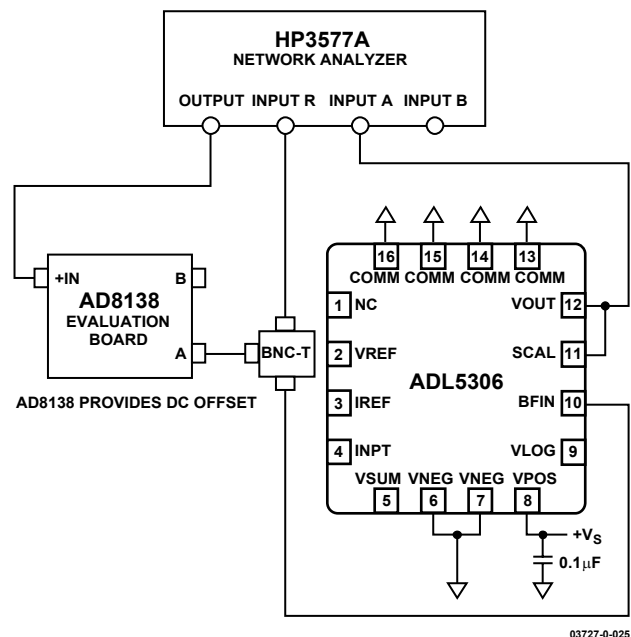 HP3577A
NETWORK ANALYZER
OUTPUT INPUT R INPUT A INPUT B
16 15 14 13
COMM COMM COMM COMM
+IN B
AD8138
EVALUATION
BOARD
A
BNC-T
AD8138 PROVIDES DC OFFSET
1 NC VOUT 12
2 VREF SCAL 11
ADL5306
3 IREF BFIN 10
4 INPT VLOG 9
VSUM VNEG VNEG VPOS
5 6 7 8
+VS
0.1μF
03727-0-025